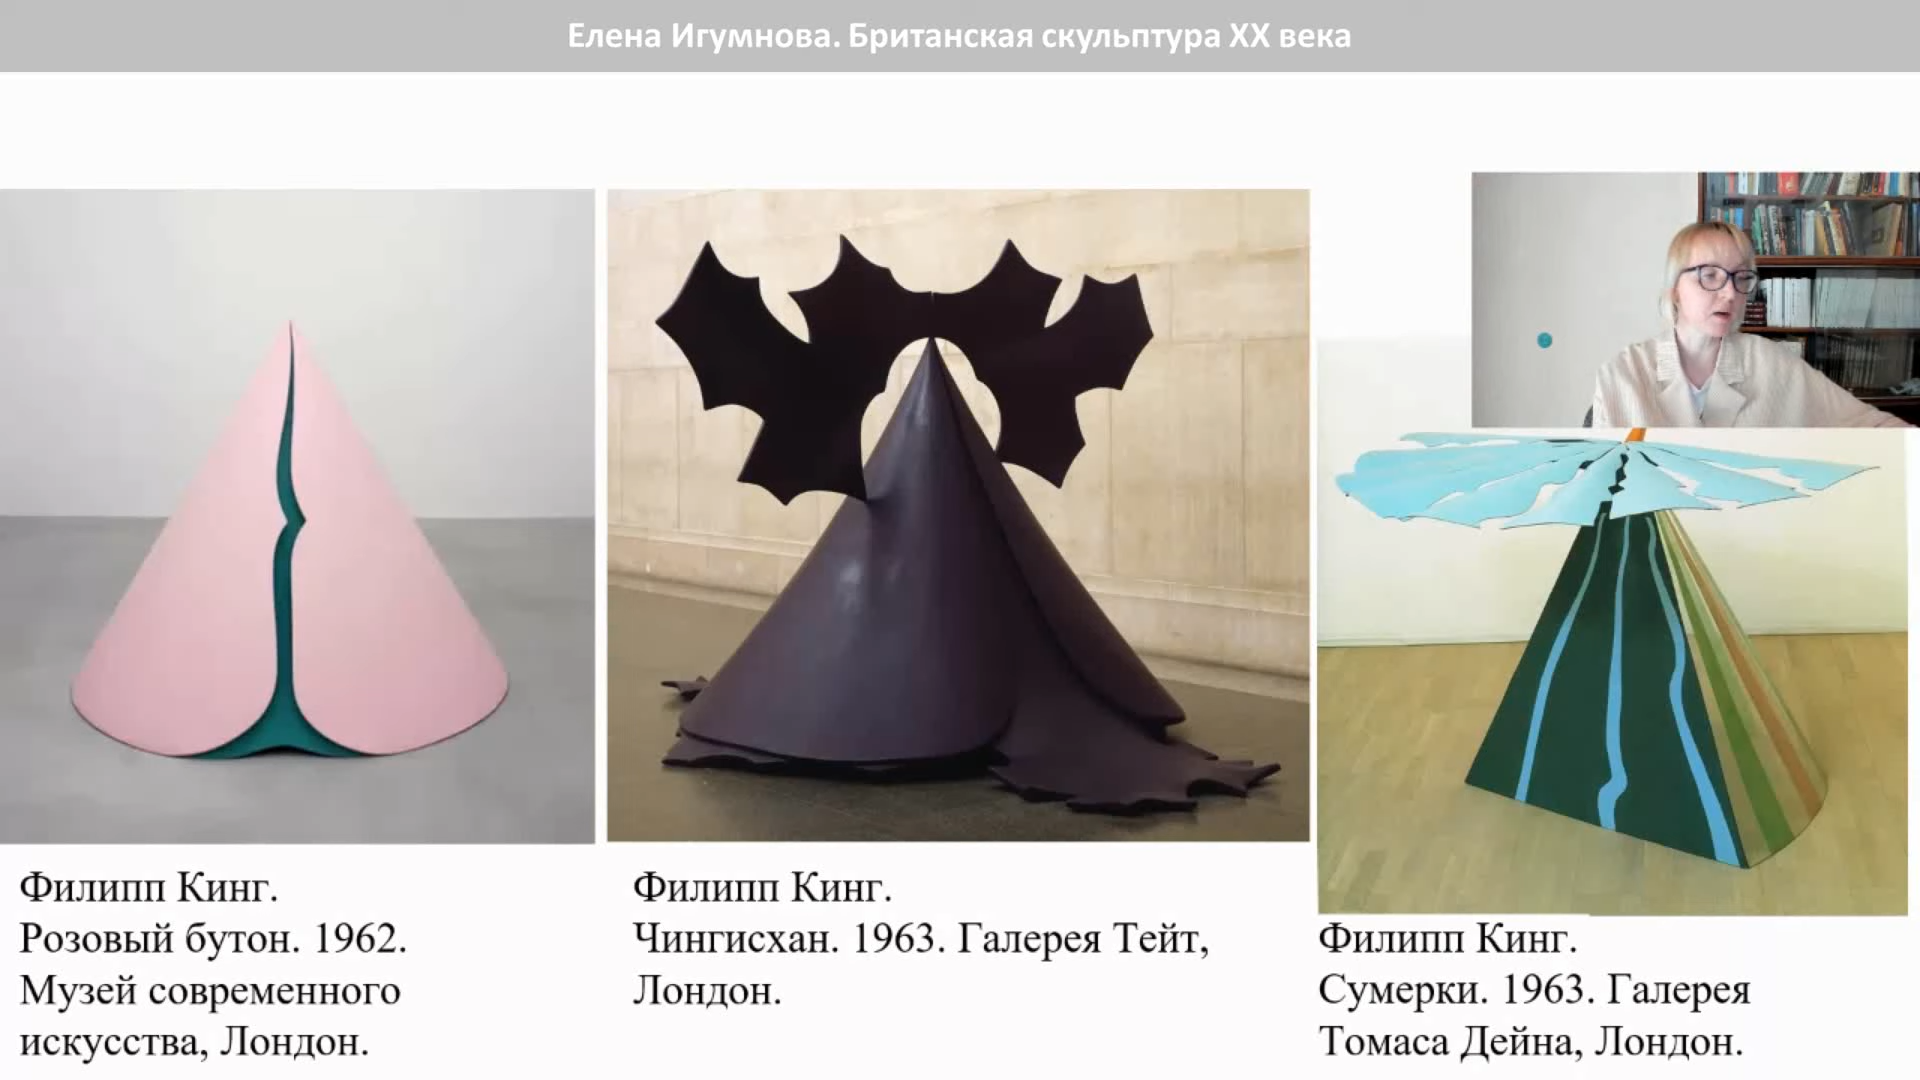 Елена Игумнова. Британская скульптура XX века
Филипп Кинг.
Розовый бутон. 1962.
Музей современного
искусства, Лондон.
Филипп Кинг.
Чингисхан. 1963. Галерея Тейт,
Лондон.
Филипп Кинг.
Сумерки. 1963. Галерея
Томаса Дейна, Лондон.